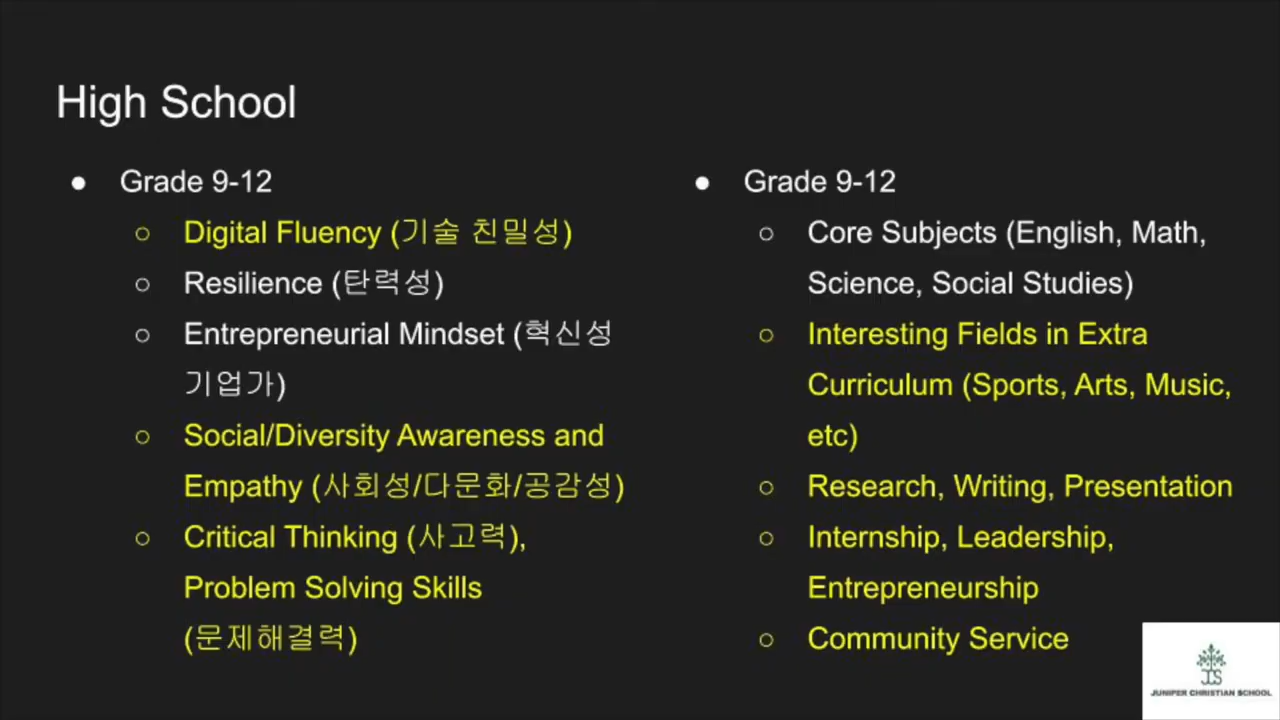 High School
● Grade 9-12
○ Digital Fluency (기술 친밀성)
○ Resilience (탄력성)
○ Entrepreneurial Mindset (혁신성
기업가)
○ Social/Diversity Awareness and
Empathy (사회성/다문화/공감성)
○ Critical Thinking (사고력),
Problem Solving Skills
(문제해결력)
● Grade 9-12
○ Core Subjects (English, Math,
Science, Social Studies)
○ Interesting Fields in Extra
Curriculum (Sports, Arts, Music,
etc)
○ Research, Writing, Presentation
○ Internship, Leadership,
Entrepreneurship
○ Community Service
JCS
JUNIPER CHRISTIAN SCHOOL